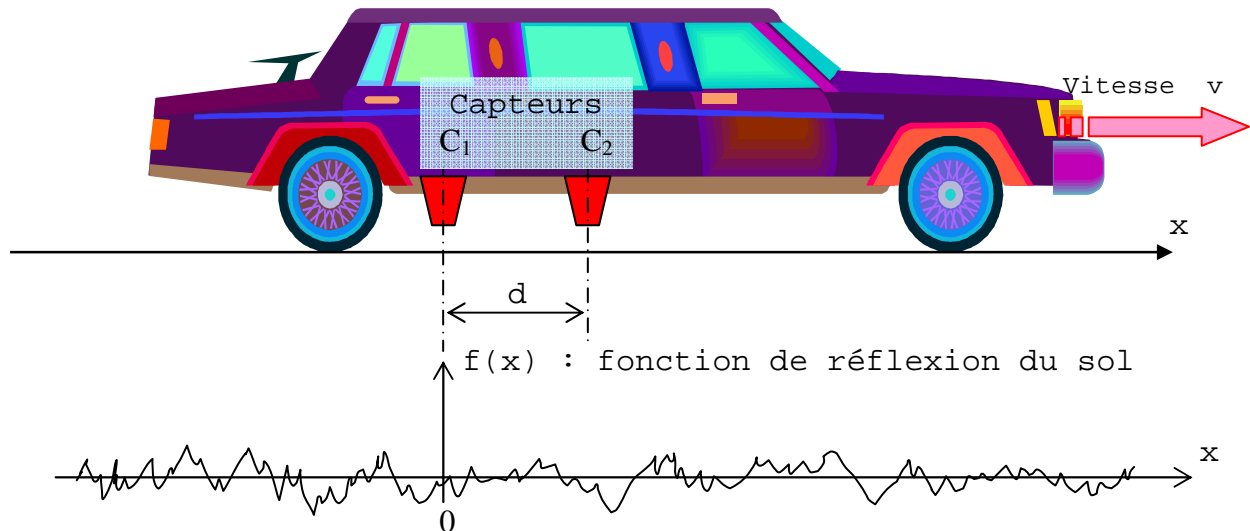 Vitesse v
Capteurs
C₁ C₂
x
d
f(x) : fonction de réflexion du sol
x
0